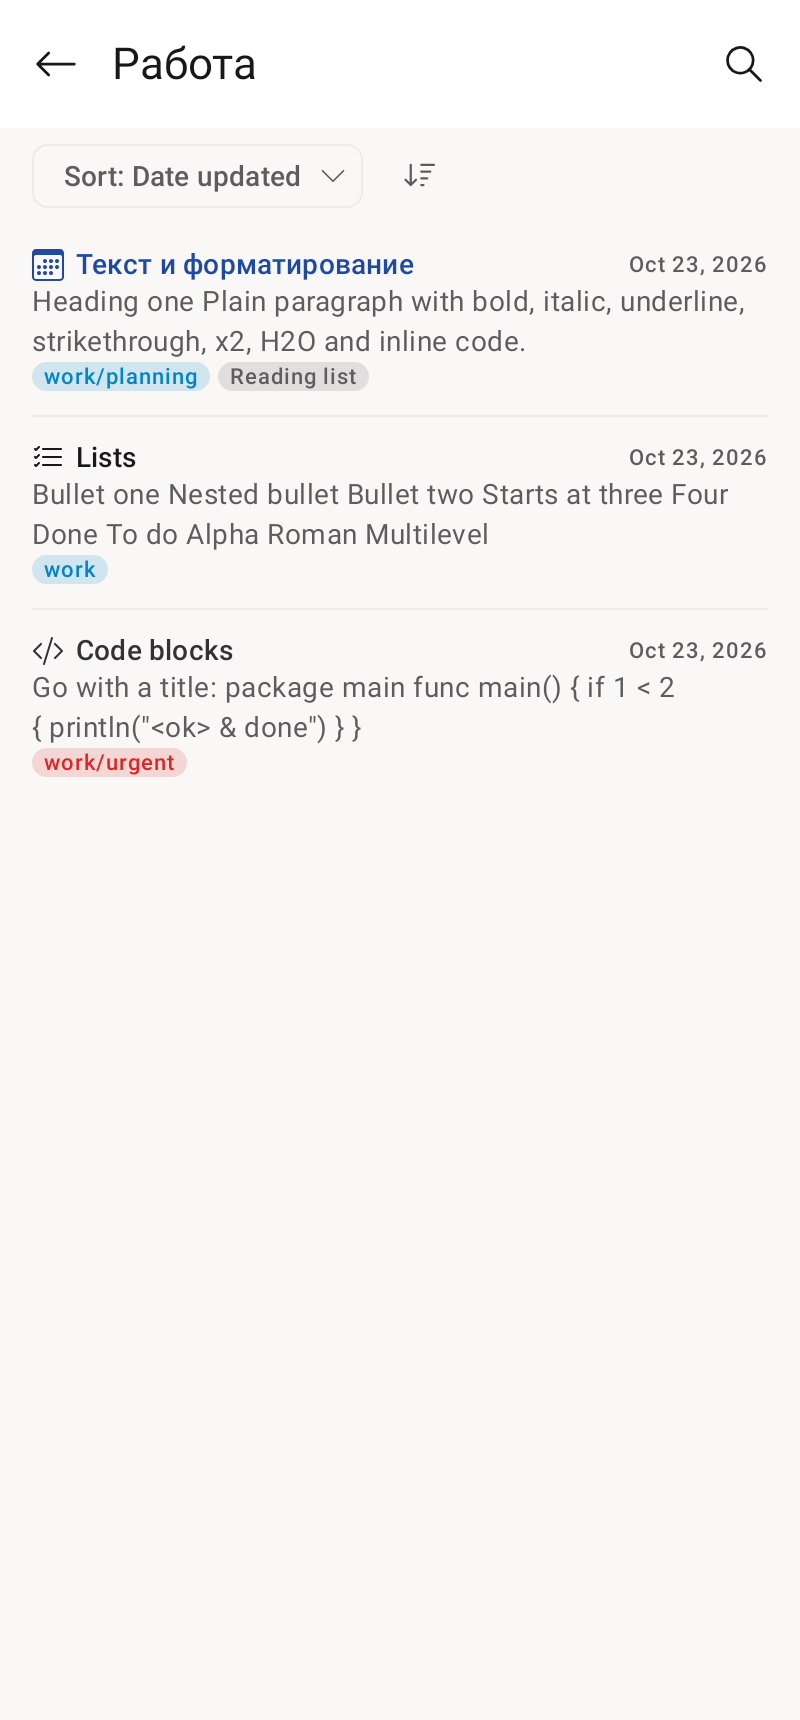 Работа
Sort: Date updated
Текст и форматирование Oct 23, 2026
Heading one Plain paragraph with bold, italic, underline,
strikethrough, x2, H2O and inline code.
work/planning Reading list
Lists Oct 23, 2026
Bullet one Nested bullet Bullet two Starts at three Four
Done To do Alpha Roman Multilevel
work
Code blocks Oct 23, 2026
Go with a title: package main func main() { if 1 < 2
{ println("<ok> & done") } }
work/urgent